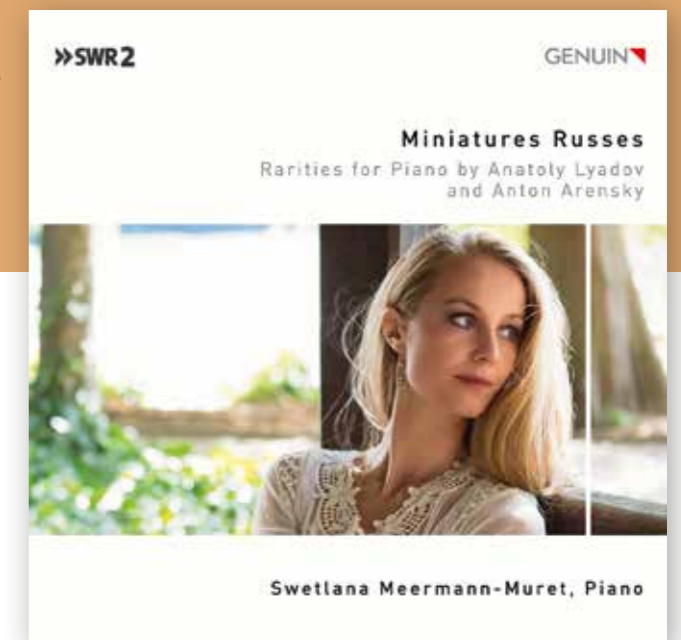 »SWR2
GENUIN
Miniatures Russes
Rarities for Piano by Anatoly Lyadov
and Anton Arensky
Swetlana Meermann-Muret, Piano